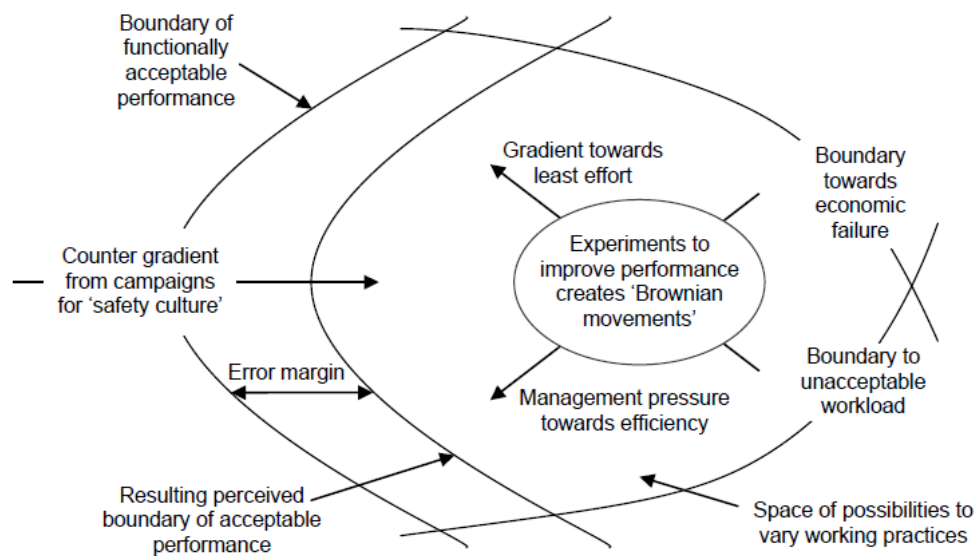 Boundary of
functionally
acceptable
performance
Gradient towards
least effort
Boundary
towards
economic
failure
Counter gradient
from campaigns
for ‘safety culture’
Experiments to
improve performance
creates ‘Brownian
movements’
Error margin
Management pressure
towards efficiency
Boundary to
unacceptable
workload
Resulting perceived
boundary of acceptable
performance
Space of possibilities to
vary working practices